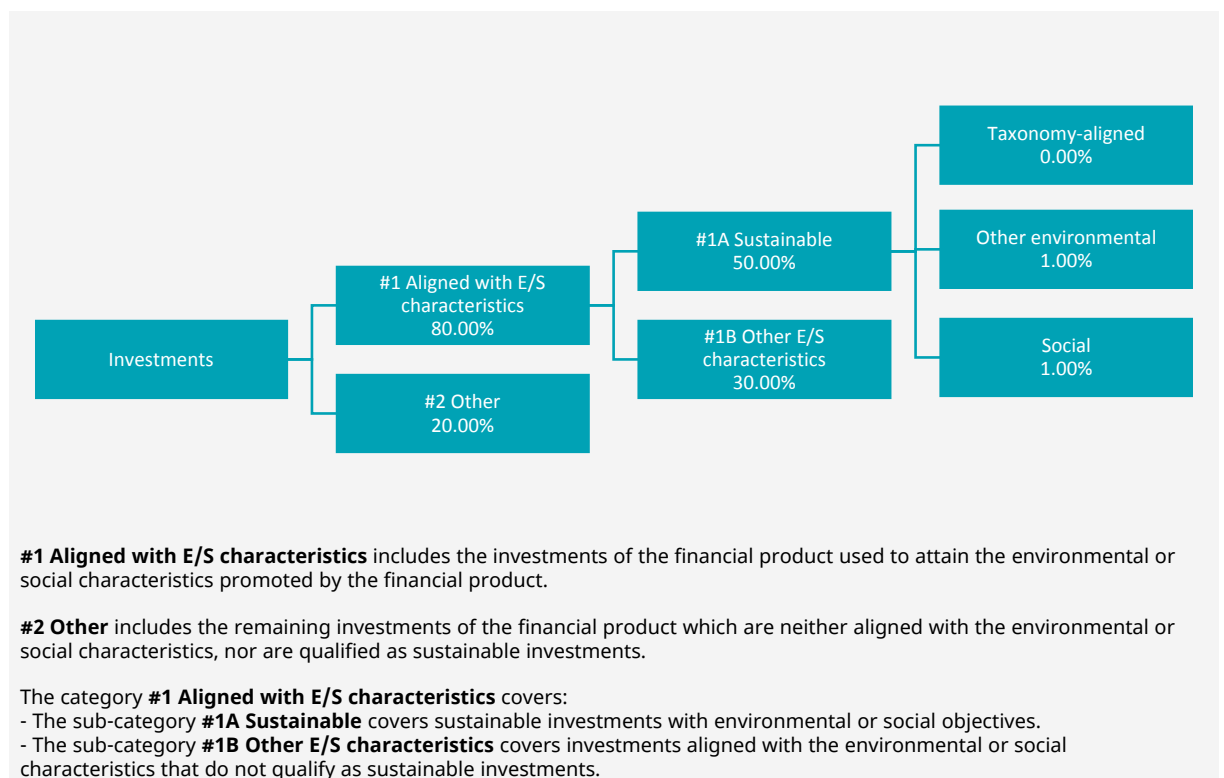 Investments
#1 Aligned with E/S
characteristics
80.00%
#2 Other
20.00%
#1A Sustainable
50.00%
#1B Other E/S
characteristics
30.00%
Taxonomy-aligned
0.00%
Other environmental
1.00%
Social
1.00%
#1 Aligned with E/S characteristics includes the investments of the financial product used to attain the environmental or
social characteristics promoted by the financial product.
#2 Other includes the remaining investments of the financial product which are neither aligned with the environmental or
social characteristics, nor are qualified as sustainable investments.
The category #1 Aligned with E/S characteristics covers:
- The sub-category #1A Sustainable covers sustainable investments with environmental or social objectives.
- The sub-category #1B Other E/S characteristics covers investments aligned with the environmental or social
characteristics that do not qualify as sustainable investments.